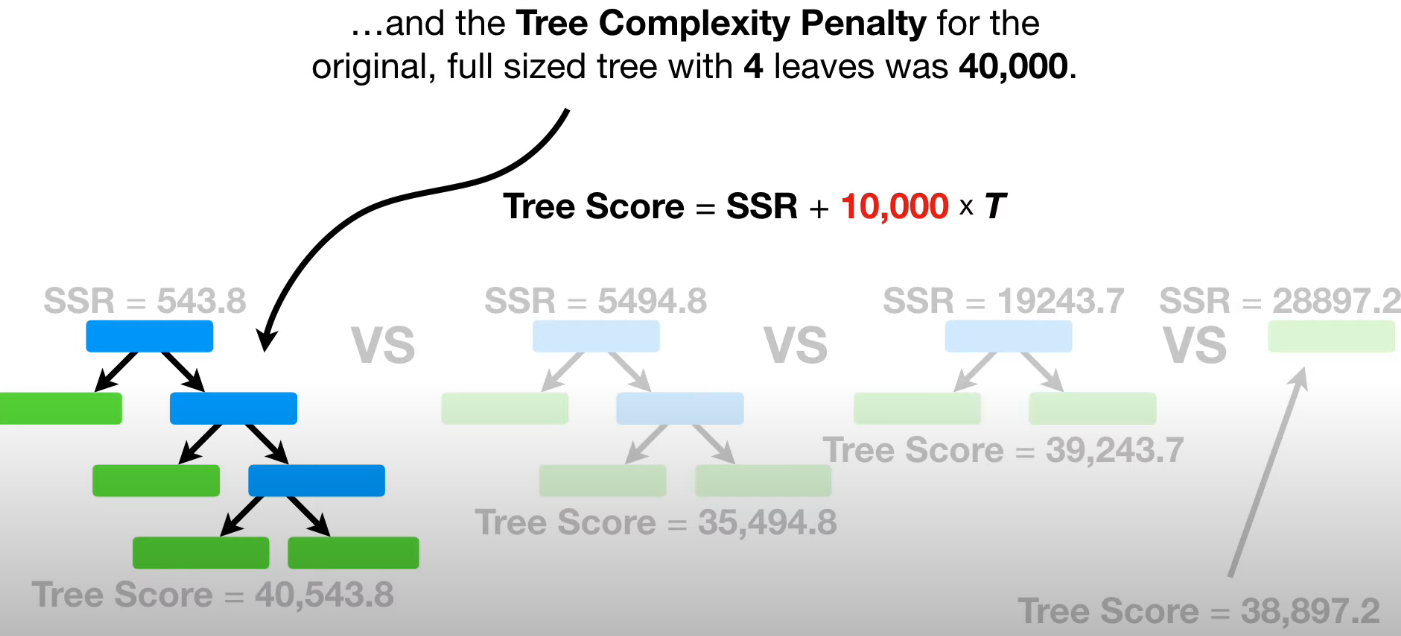 …and the Tree Complexity Penalty for the
original, full sized tree with 4 leaves was 40,000.
Tree Score = SSR + 10,000 × T
SSR = 543.8
SSR = 5494.8
SSR = 19243.7
SSR = 28897.2
VS
VS
VS
Tree Score = 39,243.7
Tree Score = 35,494.8
Tree Score = 40,543.8
Tree Score = 38,897.2